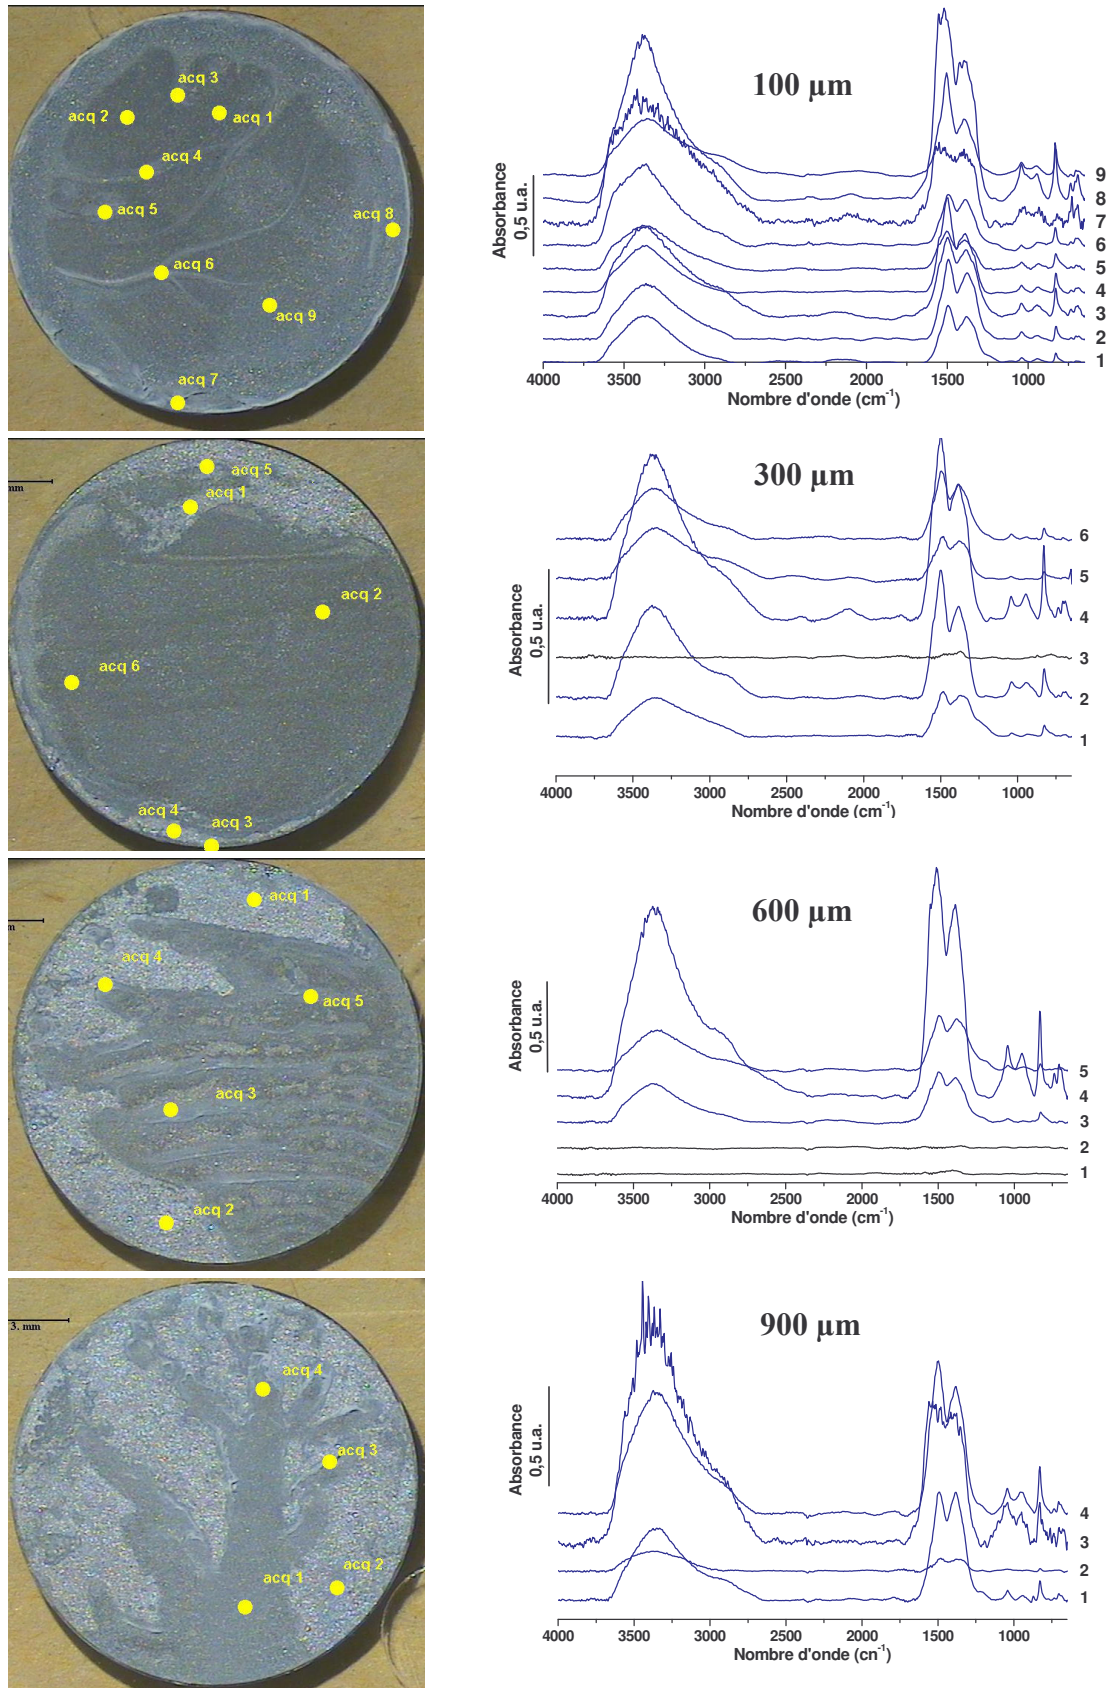 acq 3
acq 2
acq 1
acq 4
acq 5
acq 8
acq 6
acq 9
acq 7
100 µm
Absorbance
0,5 u.a.
9
8
7
6
5
4
3
2
1
4000 3500 3000 2500 2000 1500 1000
Nombre d'onde (cm-1)
acq 5
mm
acq 1
acq 2
acq 6
acq 4
acq 3
300 µm
Absorbance
0,5 u.a.
6
5
4
3
2
1
4000 3500 3000 2500 2000 1500 1000
Nombre d'onde (cm-1)
acq 1
m
acq 4
acq 5
acq 3
acq 2
600 µm
Absorbance
0,5 u.a.
5
4
3
2
1
4000 3500 3000 2500 2000 1500 1000
Nombre d'onde (cm-1)
3. mm
acq 4
acq 3
acq 2
acq 1
900 µm
Absorbance
0,5 u.a.
4
3
2
1
4000 3500 3000 2500 2000 1500 1000
Nombre d'onde (cn-1)